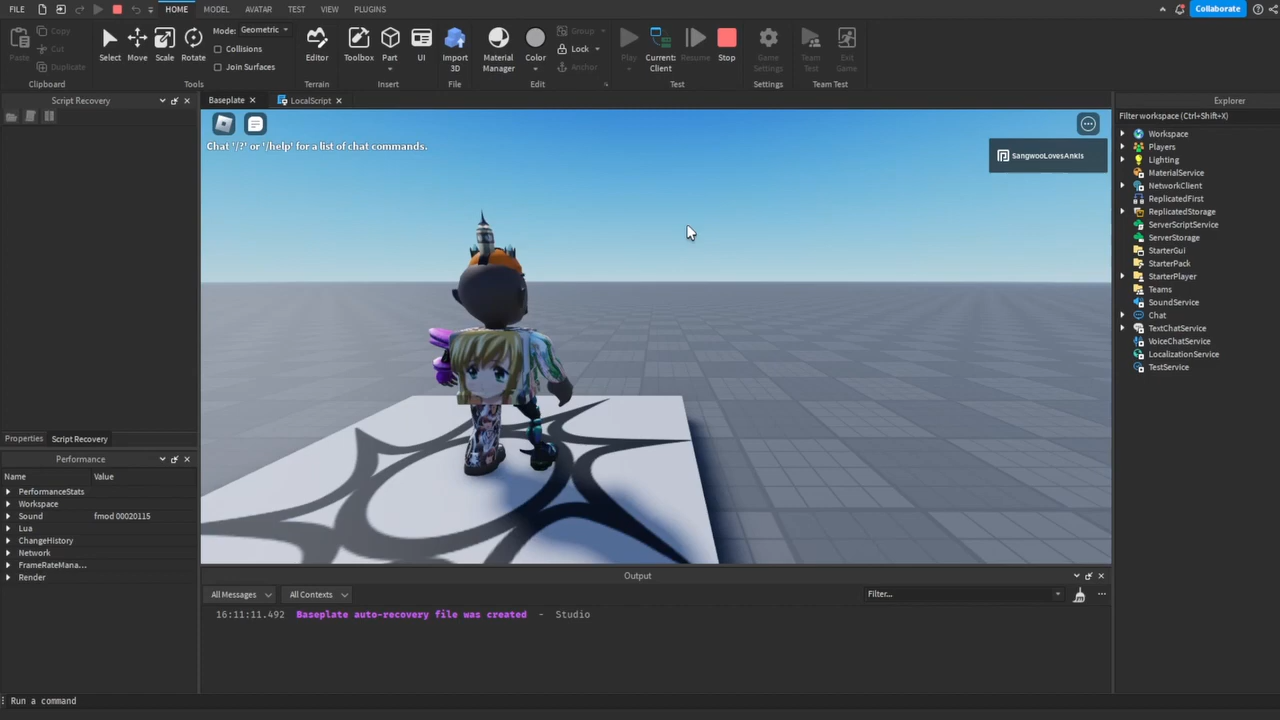 FILE HOME MODEL AVATAR TEST VIEW PLUGINS Collaborate
Paste Copy Cut Duplicate Clipboard
Select Move Scale Rotate Mode: Geometric Collisions Join Surfaces Tools
Editor Terrain
Toolbox Part UI Insert
Import 3D File
Material Manager Color Group Lock Anchor Edit
Play Current: Client Resume Stop Test
Game Settings Settings
Team Test Exit Game Team Test
Script Recovery
Baseplate LocalScript
Chat '/?' or '/help' for a list of chat commands.
SangwooLovesAnkis
Explorer
Filter workspace (Ctrl+Shift+X)
Workspace
Players
Lighting
MaterialService
NetworkClient
ReplicatedFirst
ReplicatedStorage
ServerScriptService
ServerStorage
StarterGui
StarterPack
StarterPlayer
Teams
SoundService
Chat
TextChatService
VoiceChatService
LocalizationService
TestService
Properties Script Recovery
Performance
Name Value
PerformanceStats
Workspace
Sound fmod 00020115
Lua
ChangeHistory
Network
FrameRateMana...
Render
Output
All Messages All Contexts Filter...
16:11:11.492 Baseplate auto-recovery file was created - Studio
Run a command